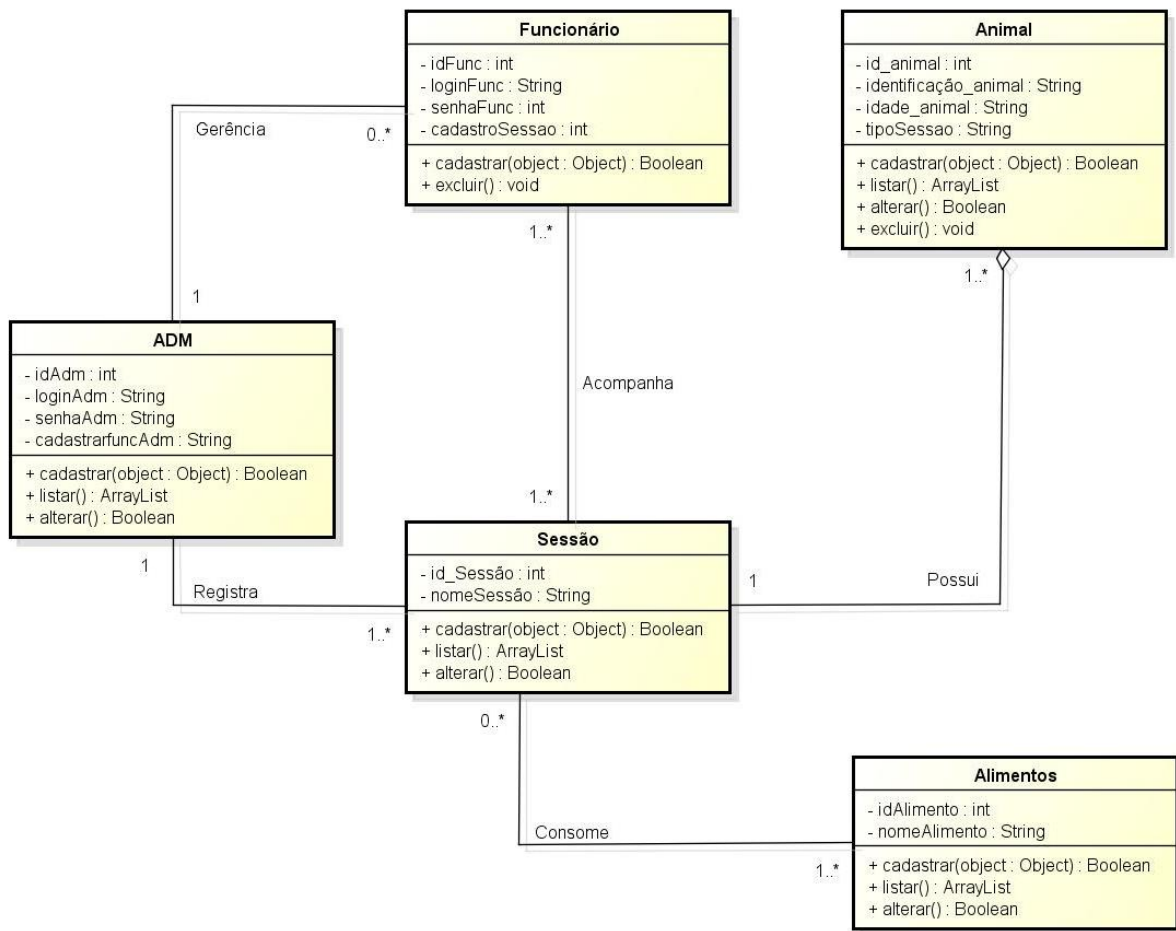 Funcionário
- idFunc : int
- loginFunc : String
- senhaFunc : int
- cadastroSessao : int
+ cadastrar(object : Object) : Boolean
+ excluir() : void
Animal
- id_animal : int
- identificação_animal : String
- idade_animal : String
- tipoSessao : String
+ cadastrar(object : Object) : Boolean
+ listar() : ArrayList
+ alterar() : Boolean
+ excluir() : void
Gerência
0..*
1..*
1..*
1
ADM
- idAdm : int
- loginAdm : String
- senhaAdm : String
- cadastrarfuncAdm : String
+ cadastrar(object : Object) : Boolean
+ listar() : ArrayList
+ alterar() : Boolean
Acompanha
1..*
1
Registra
1..*
Sessão
- id_Sessão : int
- nomeSessão : String
+ cadastrar(object : Object) : Boolean
+ listar() : ArrayList
+ alterar() : Boolean
1
Possui
0..*
Consome
1..*
Alimentos
- idAlimento : int
- nomeAlimento : String
+ cadastrar(object : Object) : Boolean
+ listar() : ArrayList
+ alterar() : Boolean